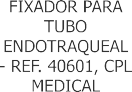 FIXADOR PARA
TUBO
ENDOTRAQUEAL
- REF. 40601, CPL
MEDICAL